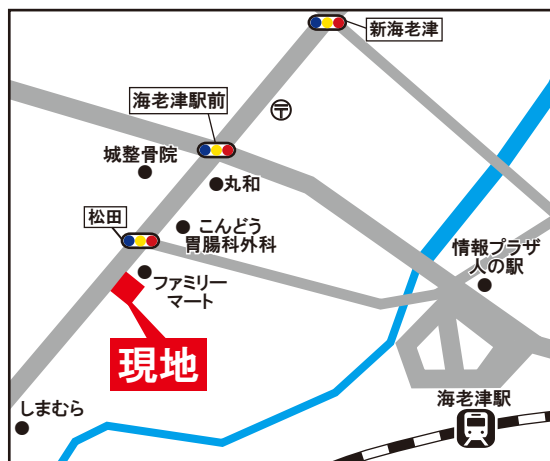 新海老津
海老津駅前
〒
城整骨院
丸和
松田
こんどう
胃腸科外科
情報プラザ
人の駅
ファミリー
マート
現地
しまむら
海老津駅